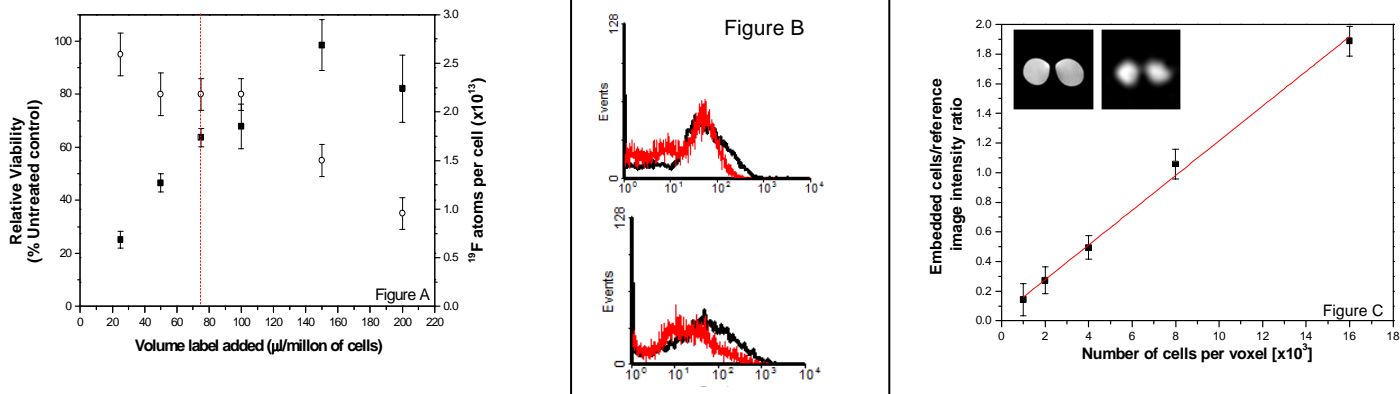 100
80
60
40
20
0
Relative Viability
(% Untreated control)
3.0
2.5
2.0
1.5
1.0
0.5
0.0
¹⁹F atoms per cell (x10¹³)
Figure A
0 20 40 60 80 100 120 140 160 180 200 220
Volume label added (µl/millon of cells)
Figure B
128
Events
0
10⁰ 10¹ 10² 10³ 10⁴
128
Events
0
10⁰ 10¹ 10² 10³ 10⁴
2.0
1.8
1.6
1.4
1.2
1.0
0.8
0.6
0.4
0.2
0.0
Embedded cells/reference
image intensity ratio
Figure C
0 2 4 6 8 10 12 14 16 18
Number of cells per voxel [x10³]